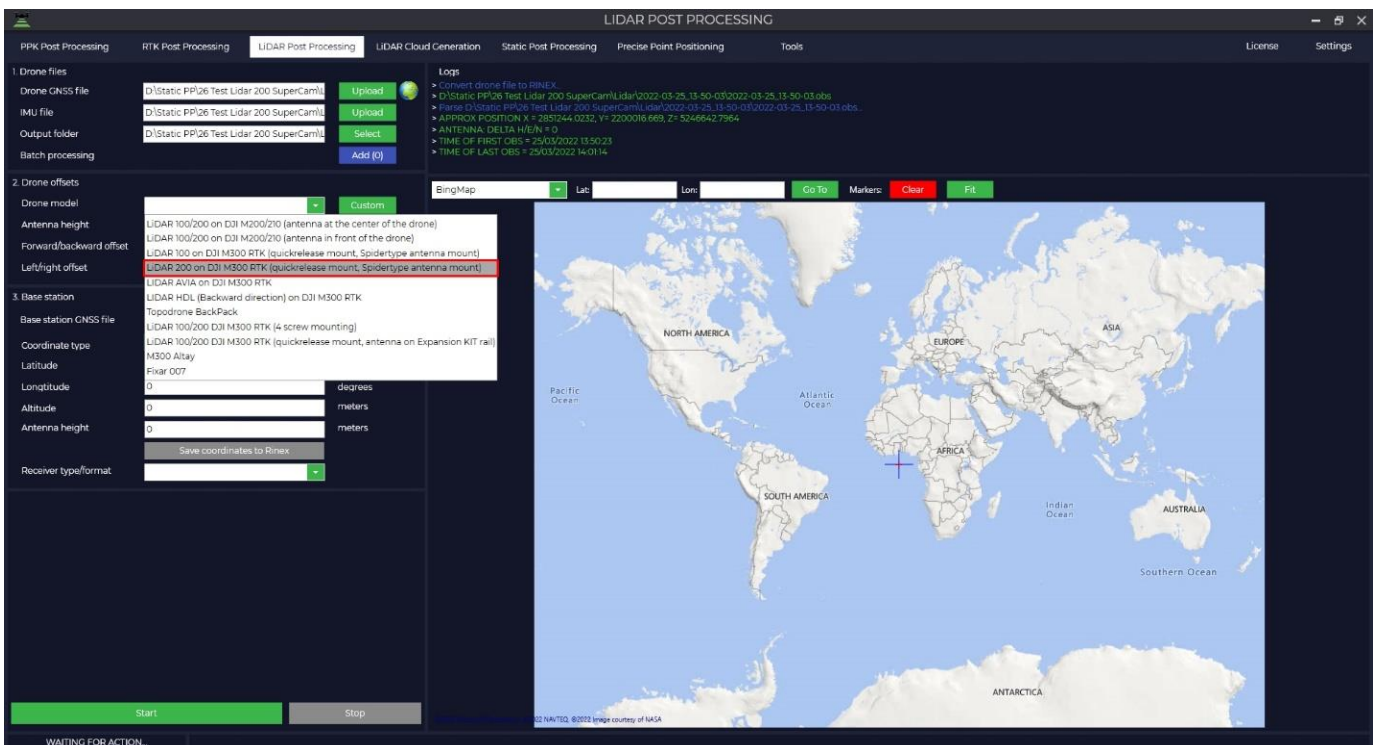 LIDAR POST PROCESSING
PPK Post Processing RTK Post Processing LiDAR Post Processing LiDAR Cloud Generation Static Post Processing Precise Point Positioning Tools License Settings
1. Drone files
Drone GNSS file D:\Static PP\26 Test Lidar 200 SuperCam\L Upload
IMU file D:\Static PP\26 Test Lidar 200 SuperCam\L Upload
Output folder D:\Static PP\26 Test Lidar 200 SuperCam\L Select
Batch processing Add (0)
Logs
> Convert drone file to RINEX...
> D:\Static PP\26 Test Lidar 200 SuperCam\Lidar\2022-03-25_13-50-03\2022-03-25_13-50-03.obs
> Parse D:\Static PP\26 Test Lidar 200 SuperCam\Lidar\2022-03-25_13-50-03\2022-03-25_13-50-03.obs...
> APPROX POSITION X = 2851244.0232, Y= 2200016.669, Z= 5246642.7964
> ANTENNA: DELTA H/E/N = 0
> TIME OF FIRST OBS = 25/03/2022 13:50:23
> TIME OF LAST OBS = 25/03/2022 14:01:14
2. Drone offsets
Drone model Custom
Antenna height
Forward/backward offset
Left/right offset
LiDAR 100/200 on DJI M200/210 (antenna at the center of the drone)
LiDAR 100/200 on DJI M200/210 (antenna in front of the drone)
LiDAR 100 on DJI M300 RTK (quickrelease mount, Spidertype antenna mount)
LiDAR 200 on DJI M300 RTK (quickrelease mount, Spidertype antenna mount)
LiDAR AVIA on DJI M300 RTK
LiDAR HDL (Backward direction) on DJI M300 RTK
Topodrone BackPack
LiDAR 100/200 DJI M300 RTK (4 screw mounting)
LiDAR 100/200 DJI M300 RTK (quickrelease mount, antenna on Expansion KIT rail)
M300 Altay
Fixar 007
3. Base station
Base station GNSS file
Coordinate type
Latitude
Longtitude 0 degrees
Altitude 0 meters
Antenna height 0 meters
Save coordinates to Rinex
Receiver type/format
Start Stop
WAITING FOR ACTION...
BingMap Lat: Lon: Go To Markers: Clear Fit
NORTH AMERICA
EUROPE
ASIA
Pacific
Ocean
Atlantic
Ocean
AFRICA
SOUTH AMERICA
Indian
Ocean
AUSTRALIA
Southern Ocean
ANTARCTICA
NAVTEQ, ©2022 Image courtesy of NASA